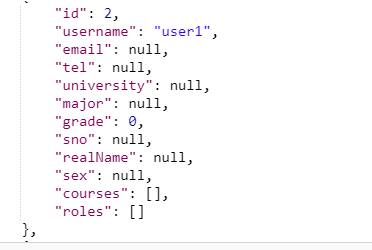 "id": 2,
"username": "user1",
"email": null,
"tel": null,
"university": null,
"major": null,
"grade": 0,
"sno": null,
"realName": null,
"sex": null,
"courses": [],
"roles": []
},